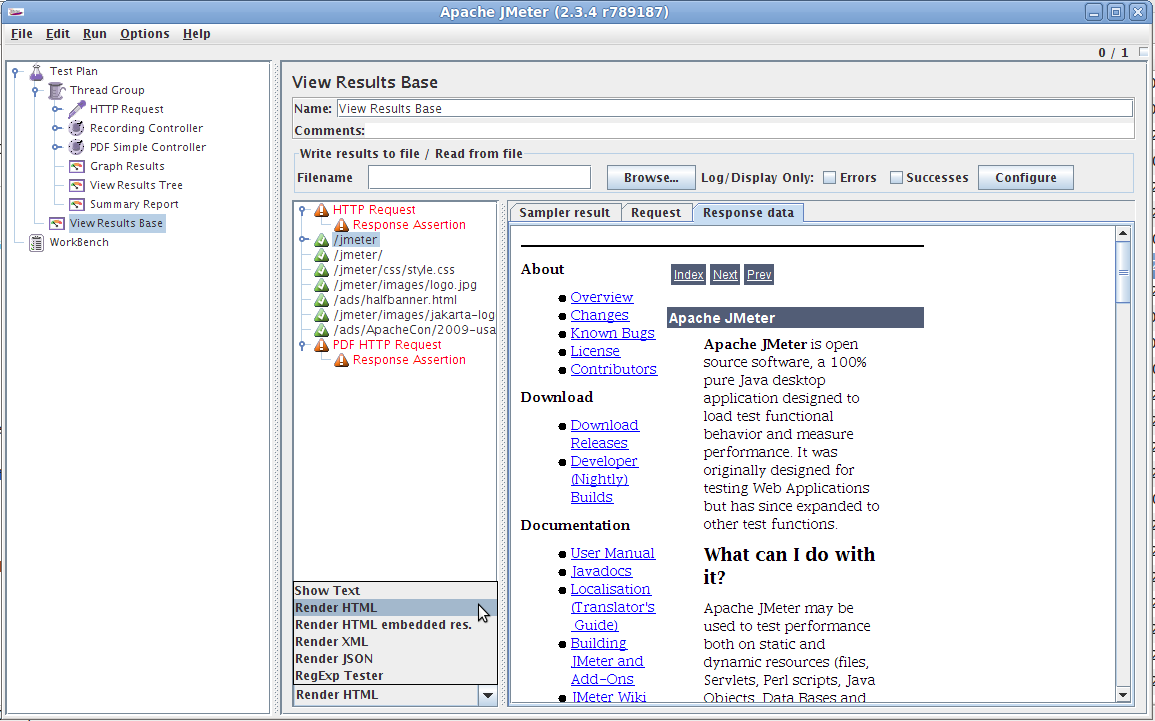 Apache JMeter (2.3.4 r789187)
File Edit Run Options Help
0 / 1
Test Plan
Thread Group
HTTP Request
Recording Controller
PDF Simple Controller
Graph Results
View Results Tree
Summary Report
View Results Base
WorkBench
View Results Base
Name: View Results Base
Comments:
Write results to file / Read from file
Filename Browse... Log/Display Only: Errors Successes Configure
HTTP Request
Response Assertion
/jmeter
/jmeter/
/jmeter/css/style.css
/jmeter/images/logo.jpg
/ads/halfbanner.html
/jmeter/images/jakarta-log
/ads/ApacheCon/2009-usa
PDF HTTP Request
Response Assertion
Show Text
Render HTML
Render HTML embedded res.
Render XML
Render JSON
RegExp Tester
Render HTML
Sampler result Request Response data
About
Overview
Changes
Known Bugs
License
Contributors
Download
Download
Releases
Developer
(Nightly)
Builds
Documentation
User Manual
Javadocs
Localisation
(Translator's
Guide)
Building
JMeter and
Add-Ons
JMeter Wiki
Index Next Prev
Apache JMeter
Apache JMeter is open
source software, a 100%
pure Java desktop
application designed to
load test functional
behavior and measure
performance. It was
originally designed for
testing Web Applications
but has since expanded to
other test functions.
What can I do with
it?
Apache JMeter may be
used to test performance
both on static and
dynamic resources (files,
Servlets, Perl scripts, Java
Objects, Data Bases and